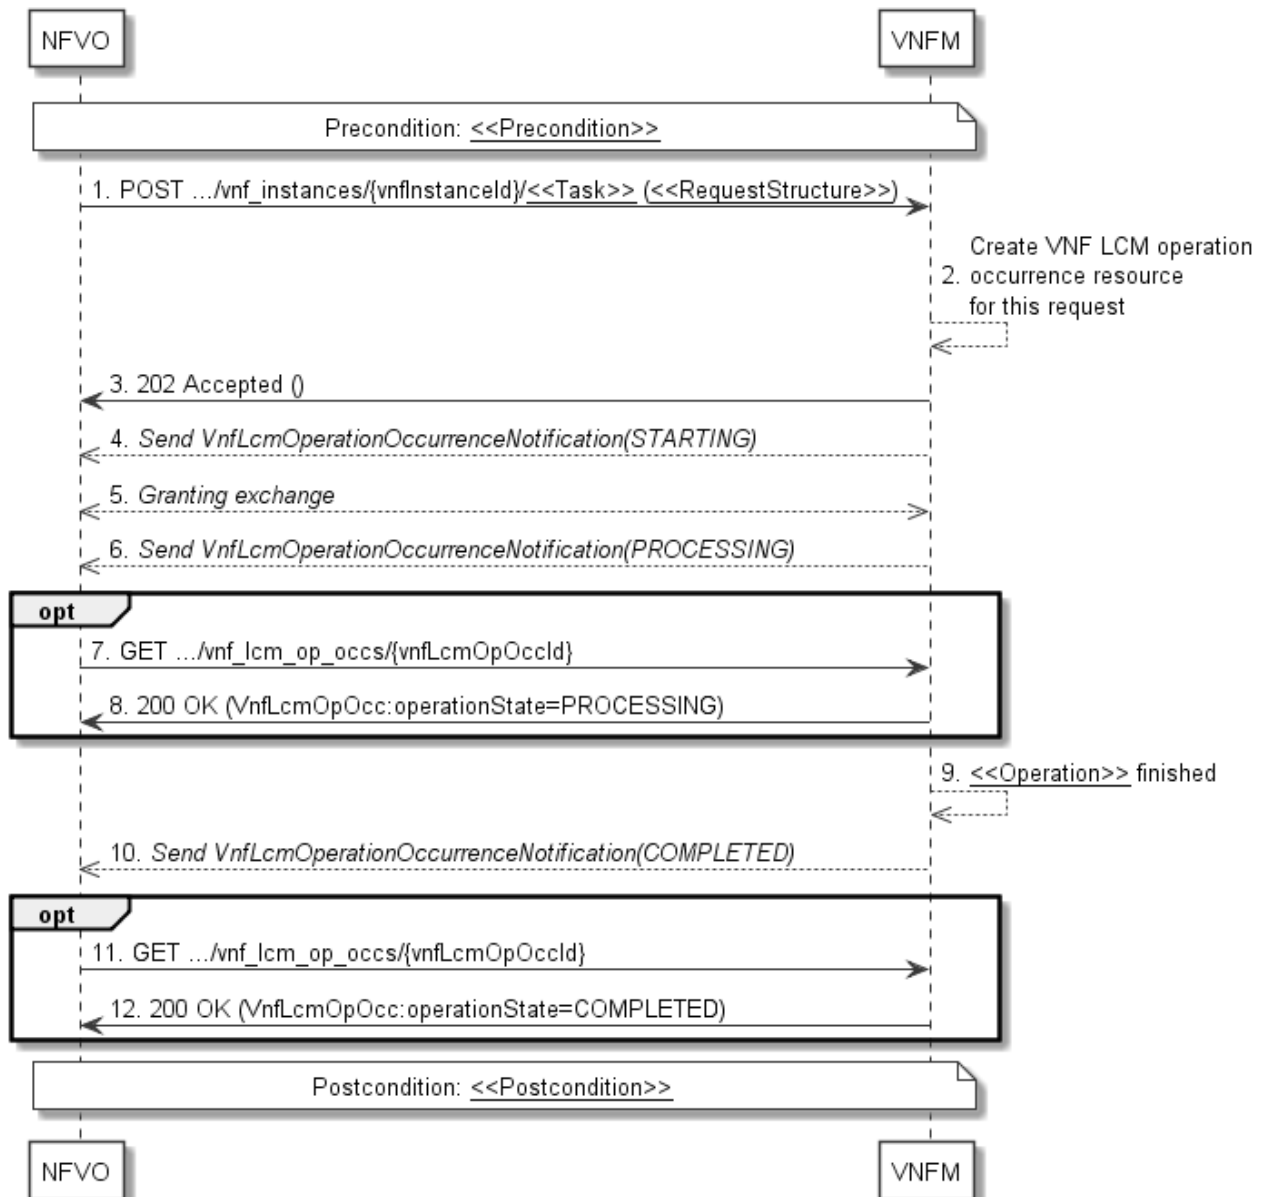 NFVO VNFM
Precondition: <<Precondition>>
1. POST .../vnf_instances/{vnfInstanceId}/<<Task>> (<<RequestStructure>>)
Create VNF LCM operation
2. occurrence resource
for this request
3. 202 Accepted ()
4. Send VnfLcmOperationOccurrenceNotification(STARTING)
5. Granting exchange
6. Send VnfLcmOperationOccurrenceNotification(PROCESSING)
opt
7. GET .../vnf_lcm_op_occs/{vnfLcmOpOccId}
8. 200 OK (VnfLcmOpOcc:operationState=PROCESSING)
9. <<Operation>> finished
10. Send VnfLcmOperationOccurrenceNotification(COMPLETED)
opt
11. GET .../vnf_lcm_op_occs/{vnfLcmOpOccId}
12. 200 OK (VnfLcmOpOcc:operationState=COMPLETED)
Postcondition: <<Postcondition>>
NFVO VNFM